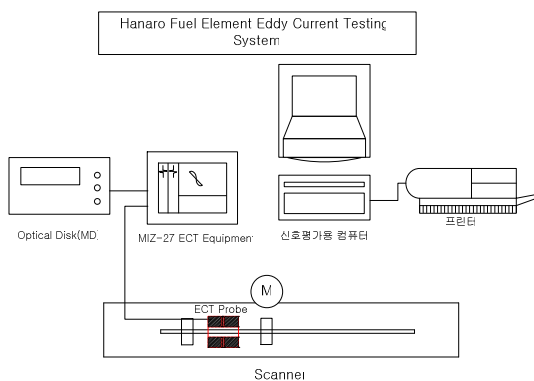 Hanaro Fuel Element Eddy Current Testing
System
Optical Disk(MD)
MIZ-27 ECT Equipment
신호평가용 컴퓨터
프린터
M
ECT Probe
Scanner